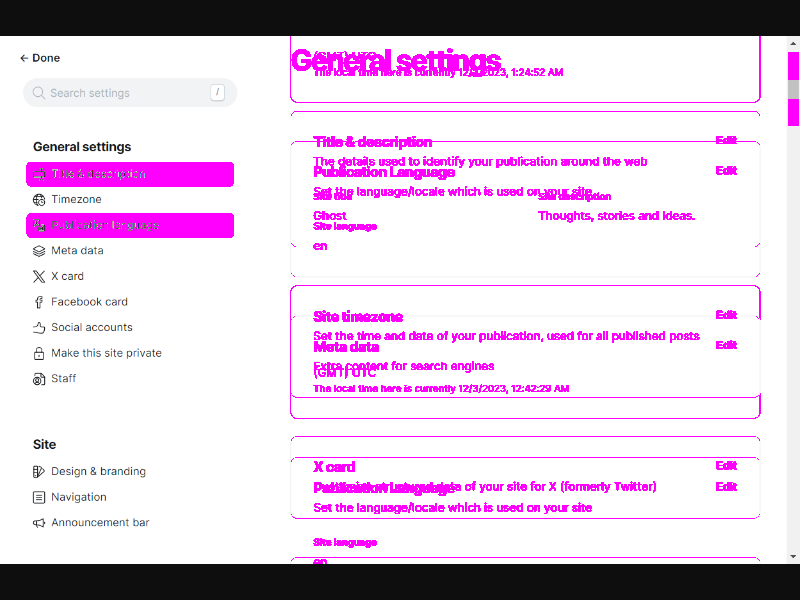 ← Done
Search settings
/
General settings
Title & description
Timezone
Publication Language
Meta data
X card
Facebook card
Social accounts
Make this site private
Staff
Site
Design & branding
Navigation
Announcement bar
(GMT) UTC
General settings
The local time here is currently 12/3/2023, 1:24:52 AM
Title & description
Edit
The details used to identify your publication around the web
Publication Language
Edit
Set the language/locale which is used on your site
Site title
Site description
Ghost
Thoughts, stories and ideas.
Site language
en
Site timezone
Edit
Set the time and date of your publication, used for all published posts
Meta data
Edit
Extra content for search engines
(GMT) UTC
The local time here is currently 12/3/2023, 12:42:29 AM
X card
Edit
data of your site for X (formerly Twitter)
Publication Language
Edit
Set the language/locale which is used on your site
Site language
en